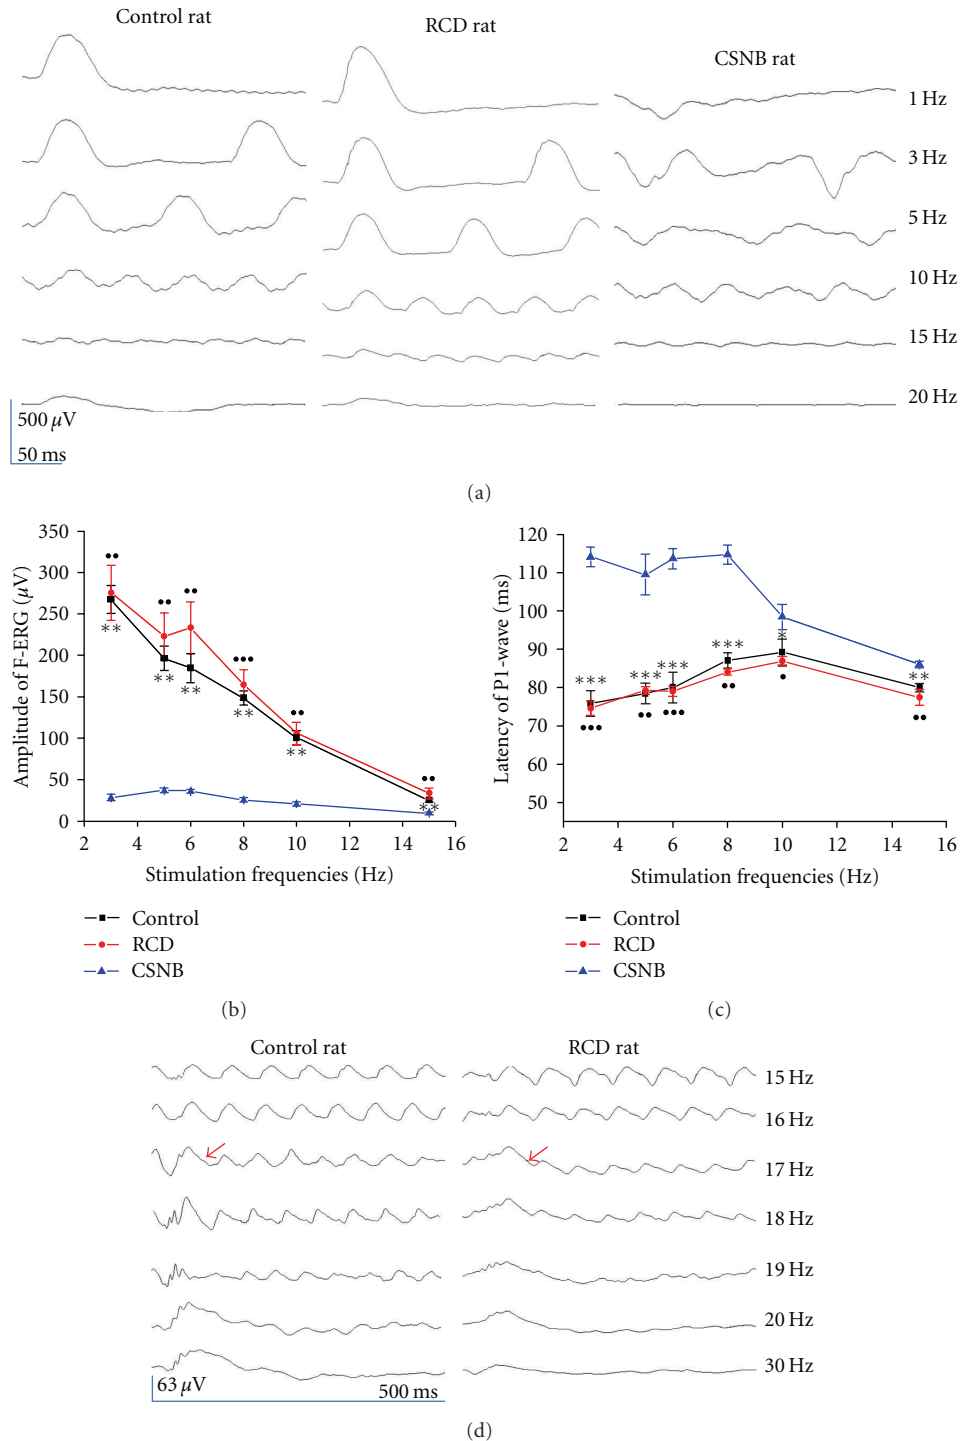 Control rat
RCD rat
CSNB rat
1 Hz
3 Hz
5 Hz
10 Hz
15 Hz
20 Hz
500 μV
50 ms
(a)
350
300
250
200
150
100
50
0
2 4 6 8 10 12 14 16
Amplitude of F-ERG (μV)
Stimulation frequencies (Hz)
Control
RCD
CSNB
(b)
120
110
100
90
80
70
60
50
2 4 6 8 10 12 14 16
Latency of P1-wave (ms)
Stimulation frequencies (Hz)
Control
RCD
CSNB
(c)
Control rat
RCD rat
15 Hz
16 Hz
17 Hz
18 Hz
19 Hz
20 Hz
30 Hz
63 μV
500 ms
(d)